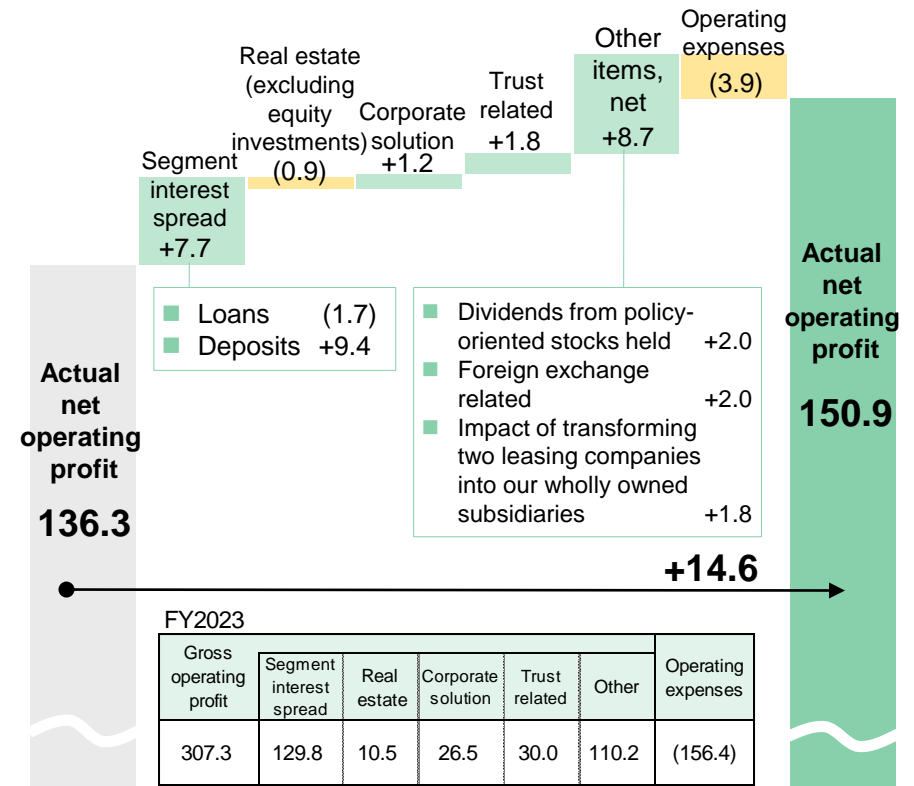 Actual
net
operating
profit
136.3
Segment
interest
spread
+7.7
Real estate
(excluding
equity
investments)
(0.9)
Corporate
solution
+1.2
Trust
related
+1.8
Other
items,
net
+8.7
Operating
expenses
(3.9)
Actual
net
operating
profit
150.9
Loans (1.7)
Deposits +9.4
Dividends from policy-
oriented stocks held +2.0
Foreign exchange
related +2.0
Impact of transforming
two leasing companies
into our wholly owned
subsidiaries +1.8
+14.6
FY2023
Gross
operating
profit
Segment
interest
spread
Real
estate
Corporate
solution
Trust
related
Other
Operating
expenses
307.3 129.8 10.5 26.5 30.0 110.2 (156.4)